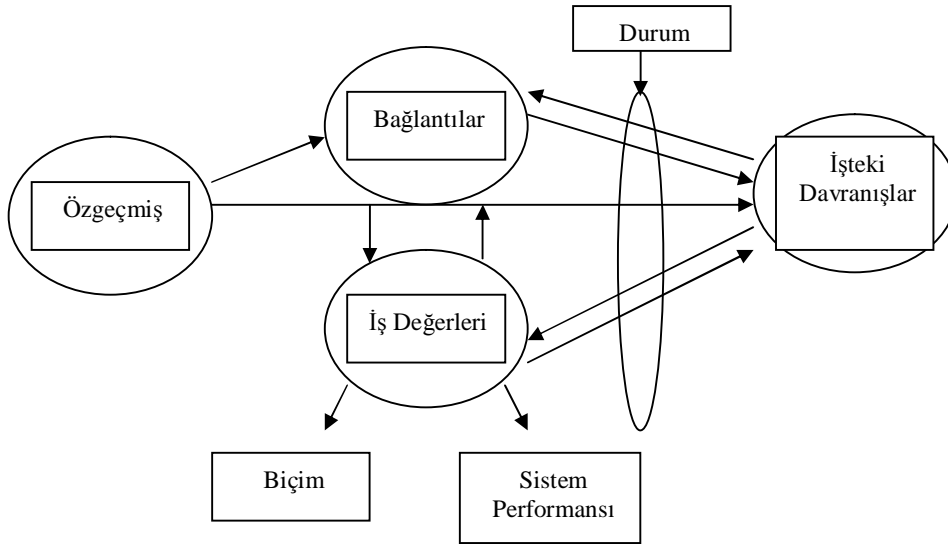 Durum
Bağlantılar
İşteki
Davranışlar
Özgeçmiş
İş Değerleri
Biçim
Sistem
Performansı